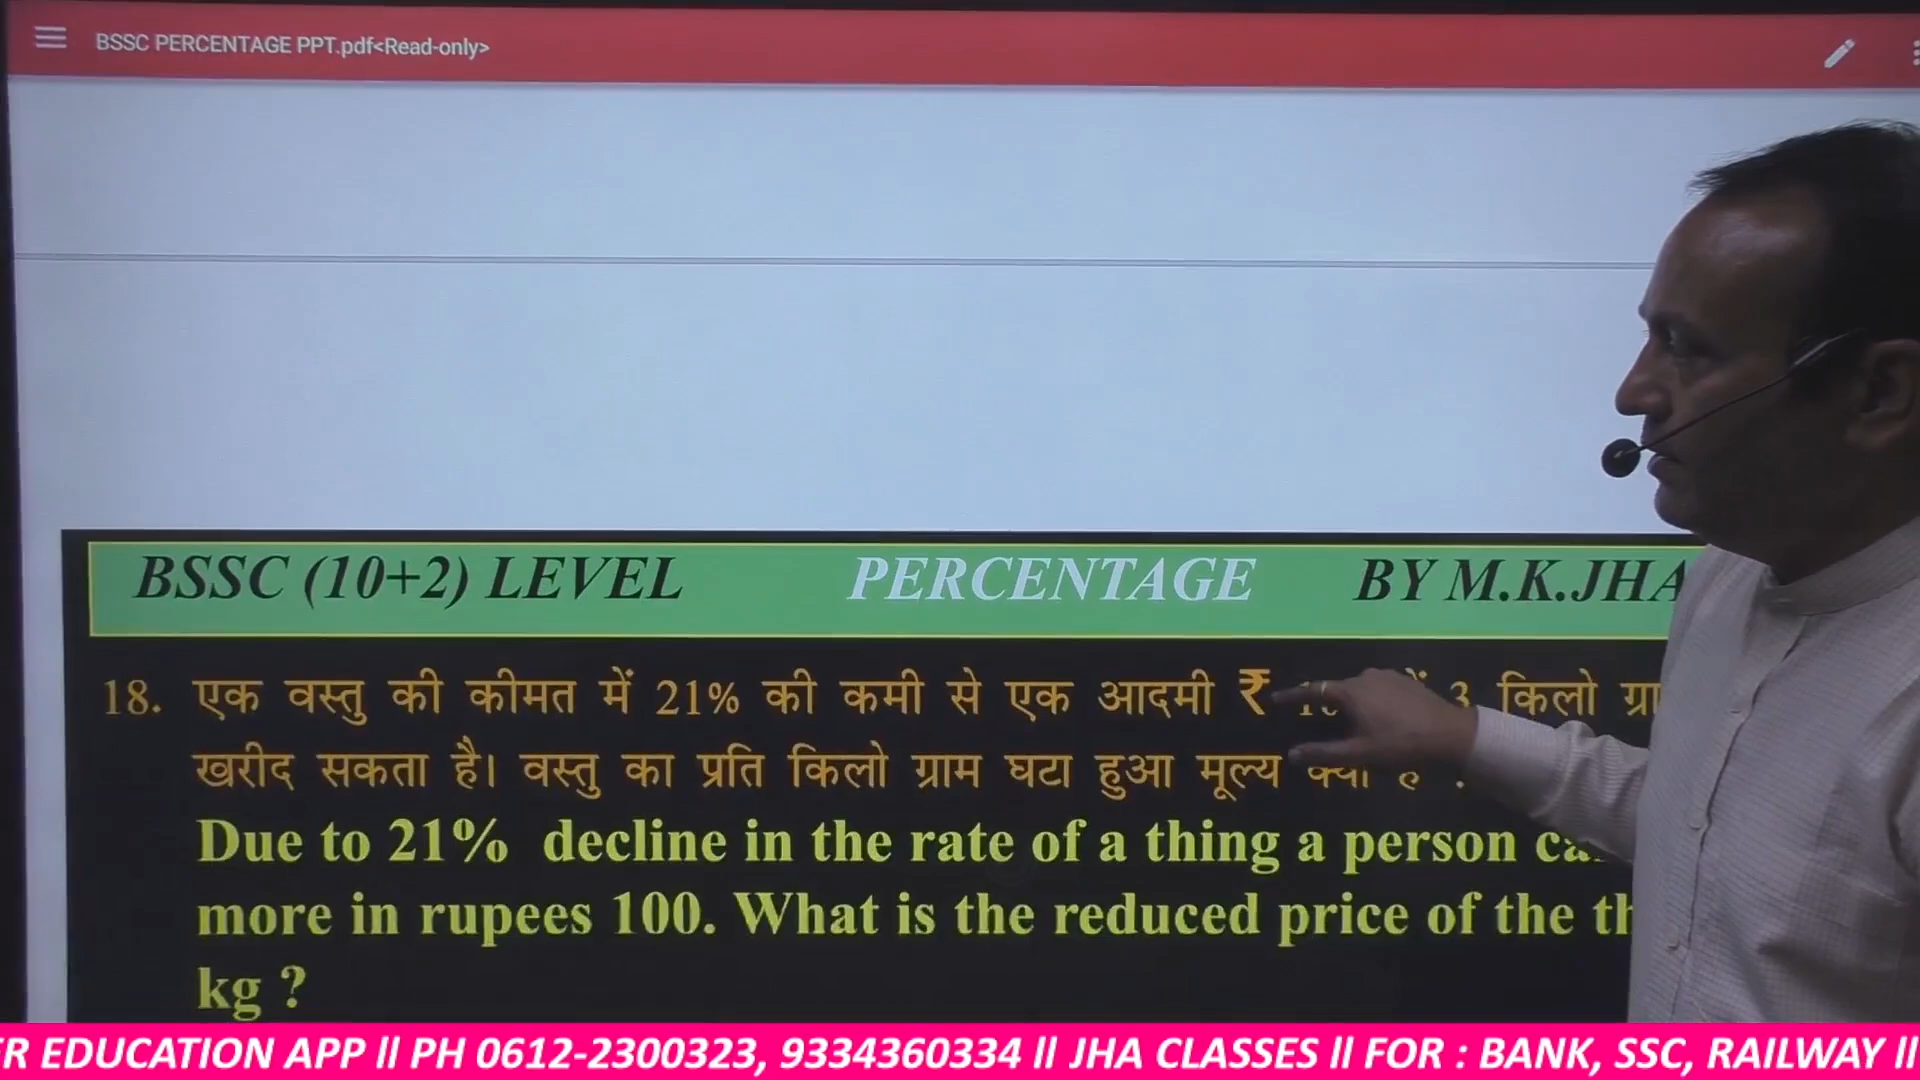 BSSC PERCENTAGE PPT.pdf<Read-only>
BSSC (10+2) LEVEL PERCENTAGE BY M.K.JHA
18. एक वस्तु की कीमत में 21% की कमी से एक आदमी ₹ में 3 किलो
खरीद सकता है। वस्तु का प्रति किलो ग्राम घटा हुआ मूल्य
Due to 21% decline in the rate of a thing a person
more in rupees 100. What is the reduced price of the
kg ?
EDUCATION APP ll PH 0612-2300323, 9334360334 ll JHA CLASSES ll FOR : BANK, SSC, RAILWAY ll